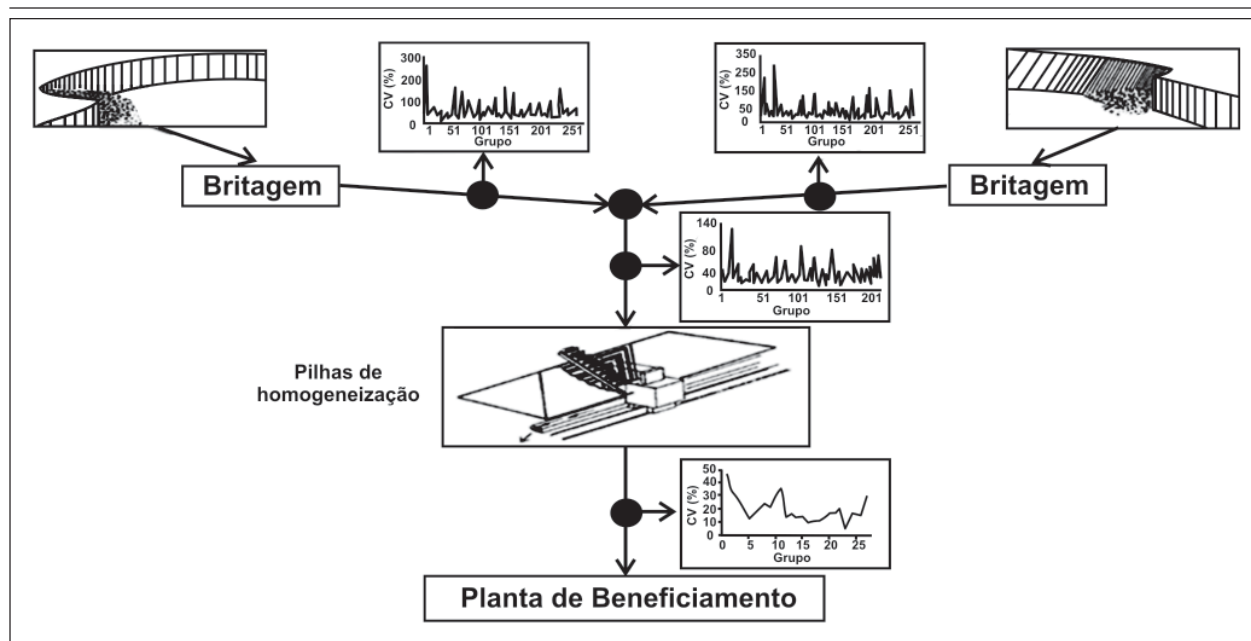 300
200
100
0
CV (%)
1 51 101 151 201 251
Grupo
350
250
150
50
0
CV (%)
1 51 101 151 201 251
Grupo
Britagem
Britagem
140
80
40
0
CV (%)
1 51 101 151 201
Grupo
Pilhas de
homogeneização
50
40
30
20
10
0
CV (%)
0 5 10 15 20 25
Grupo
Planta de Beneficiamento